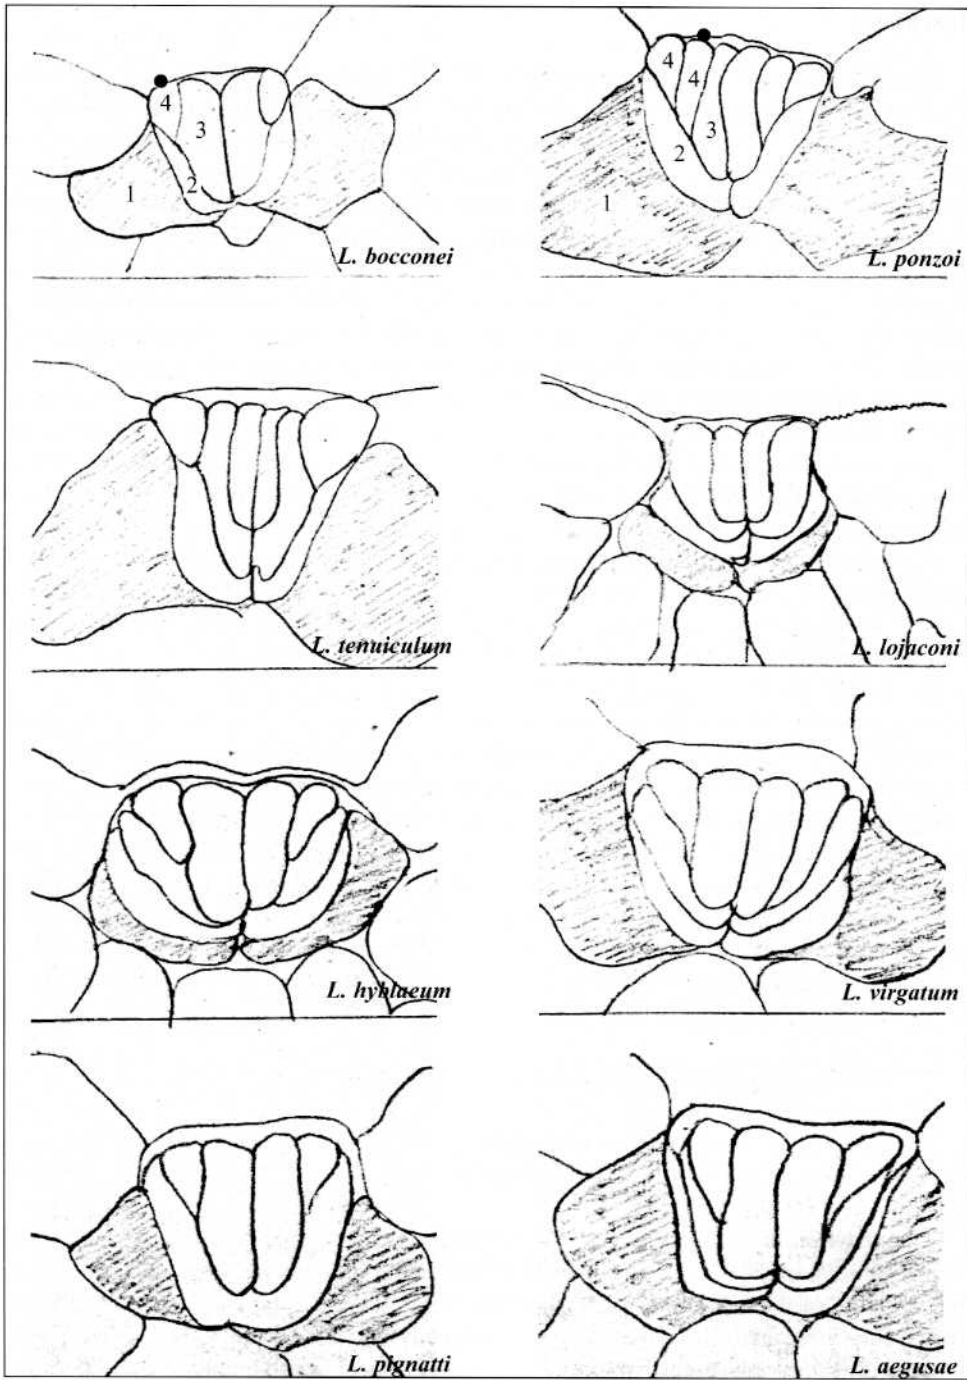 4
3
2
1
L. bocconei
4
4
3
2
1
L. ponzoi
L. tenuiculum
L. lojaconi
L. hyblaeum
L. virgatum
L. pignatti
L. aegusae